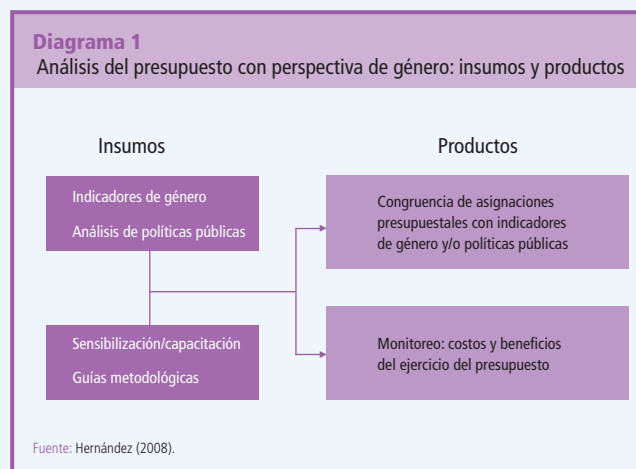 Diagrama 1
Análisis del presupuesto con perspectiva de género: insumos y productos
Insumos
Indicadores de género
Análisis de políticas públicas
Sensibilización/capacitación
Guías metodológicas
Productos
Congruencia de asignaciones
presupuestales con indicadores
de género y/o políticas públicas
Monitoreo: costos y beneficios
del ejercicio del presupuesto
Fuente: Hernández (2008).